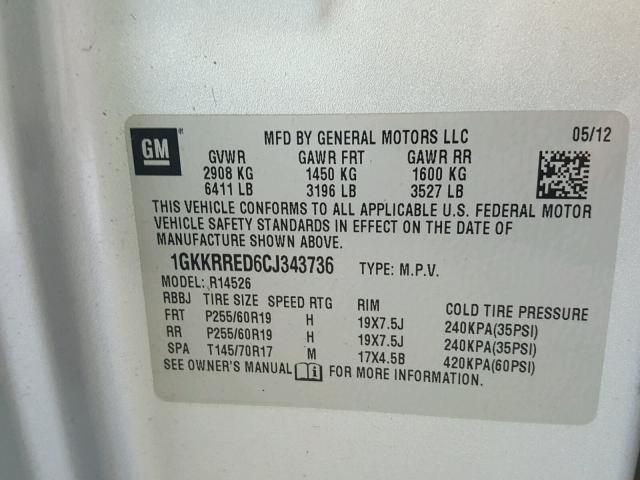 GM
MFD BY GENERAL MOTORS LLC 05/12
GVWR GAWR FRT GAWR RR
2908 KG 1450 KG 1600 KG
6411 LB 3196 LB 3527 LB
THIS VEHICLE CONFORMS TO ALL APPLICABLE U.S. FEDERAL MOTOR
VEHICLE SAFETY STANDARDS IN EFFECT ON THE DATE OF
MANUFACTURE SHOWN ABOVE.
1GKKRRED6CJ343736 TYPE: M.P.V.
MODEL: R14526
RBBJ TIRE SIZE SPEED RTG RIM COLD TIRE PRESSURE
FRT P255/60R19 H 19X7.5J 240KPA(35PSI)
RR P255/60R19 H 19X7.5J 240KPA(35PSI)
SPA T145/70R17 M 17X4.5B 420KPA(60PSI)
SEE OWNER'S MANUAL FOR MORE INFORMATION.